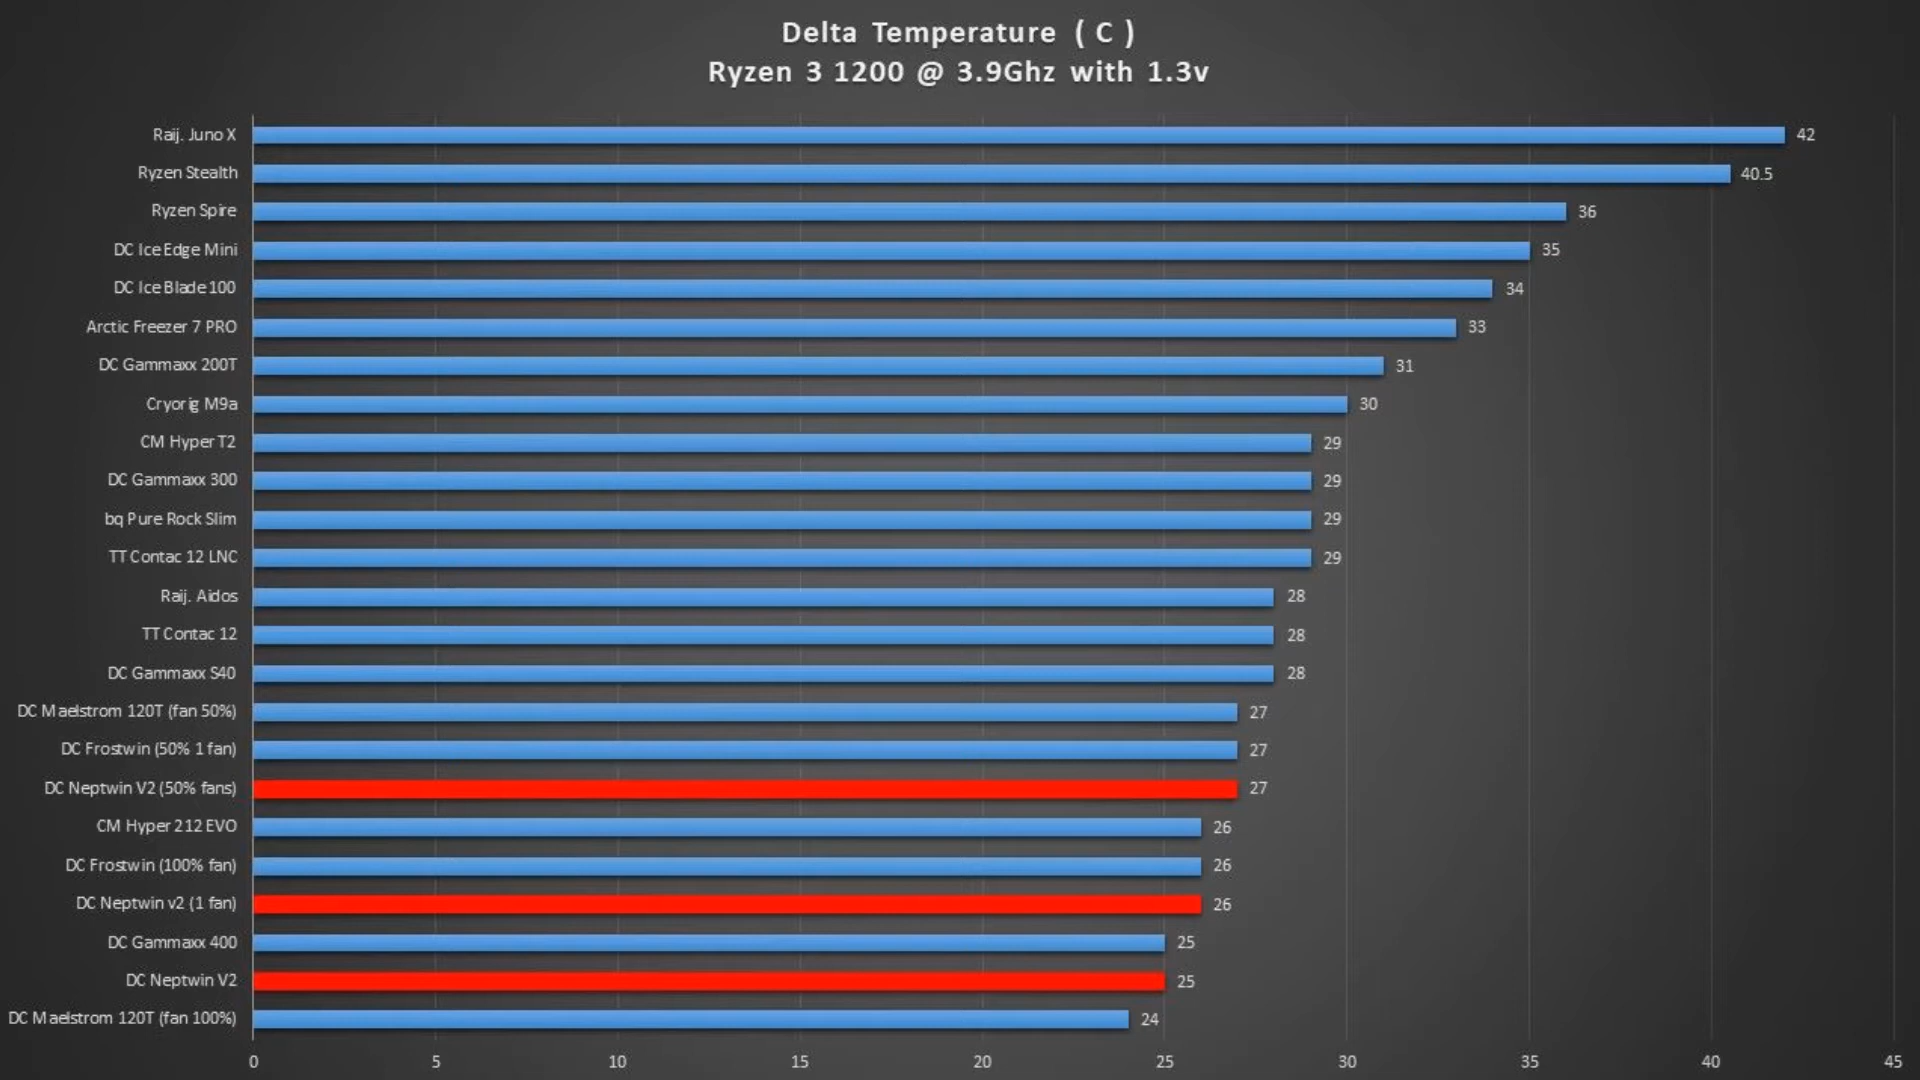 Delta Temperature ( C )
Ryzen 3 1200 @ 3.9Ghz with 1.3v
Raij. Juno X 42
Ryzen Stealth 40.5
Ryzen Spire 36
DC Ice Edge Mini 35
DC Ice Blade 100 34
Arctic Freezer 7 PRO 33
DC Gammaxx 200T 31
Cryorig M9a 30
CM Hyper T2 29
DC Gammaxx 300 29
bq Pure Rock Slim 29
TT Contac 12 LNC 29
Raij. Aidos 28
TT Contac 12 28
DC Gammaxx S40 28
DC Maelstrom 120T (fan 50%) 27
DC Frostwin (50% 1 fan) 27
DC Neptwin V2 (50% fans) 27
CM Hyper 212 EVO 26
DC Frostwin (100% fan) 26
DC Neptwin v2 (1 fan) 26
DC Gammaxx 400 25
DC Neptwin V2 25
DC Maelstrom 120T (fan 100%) 24
0 5 10 15 20 25 30 35 40 45